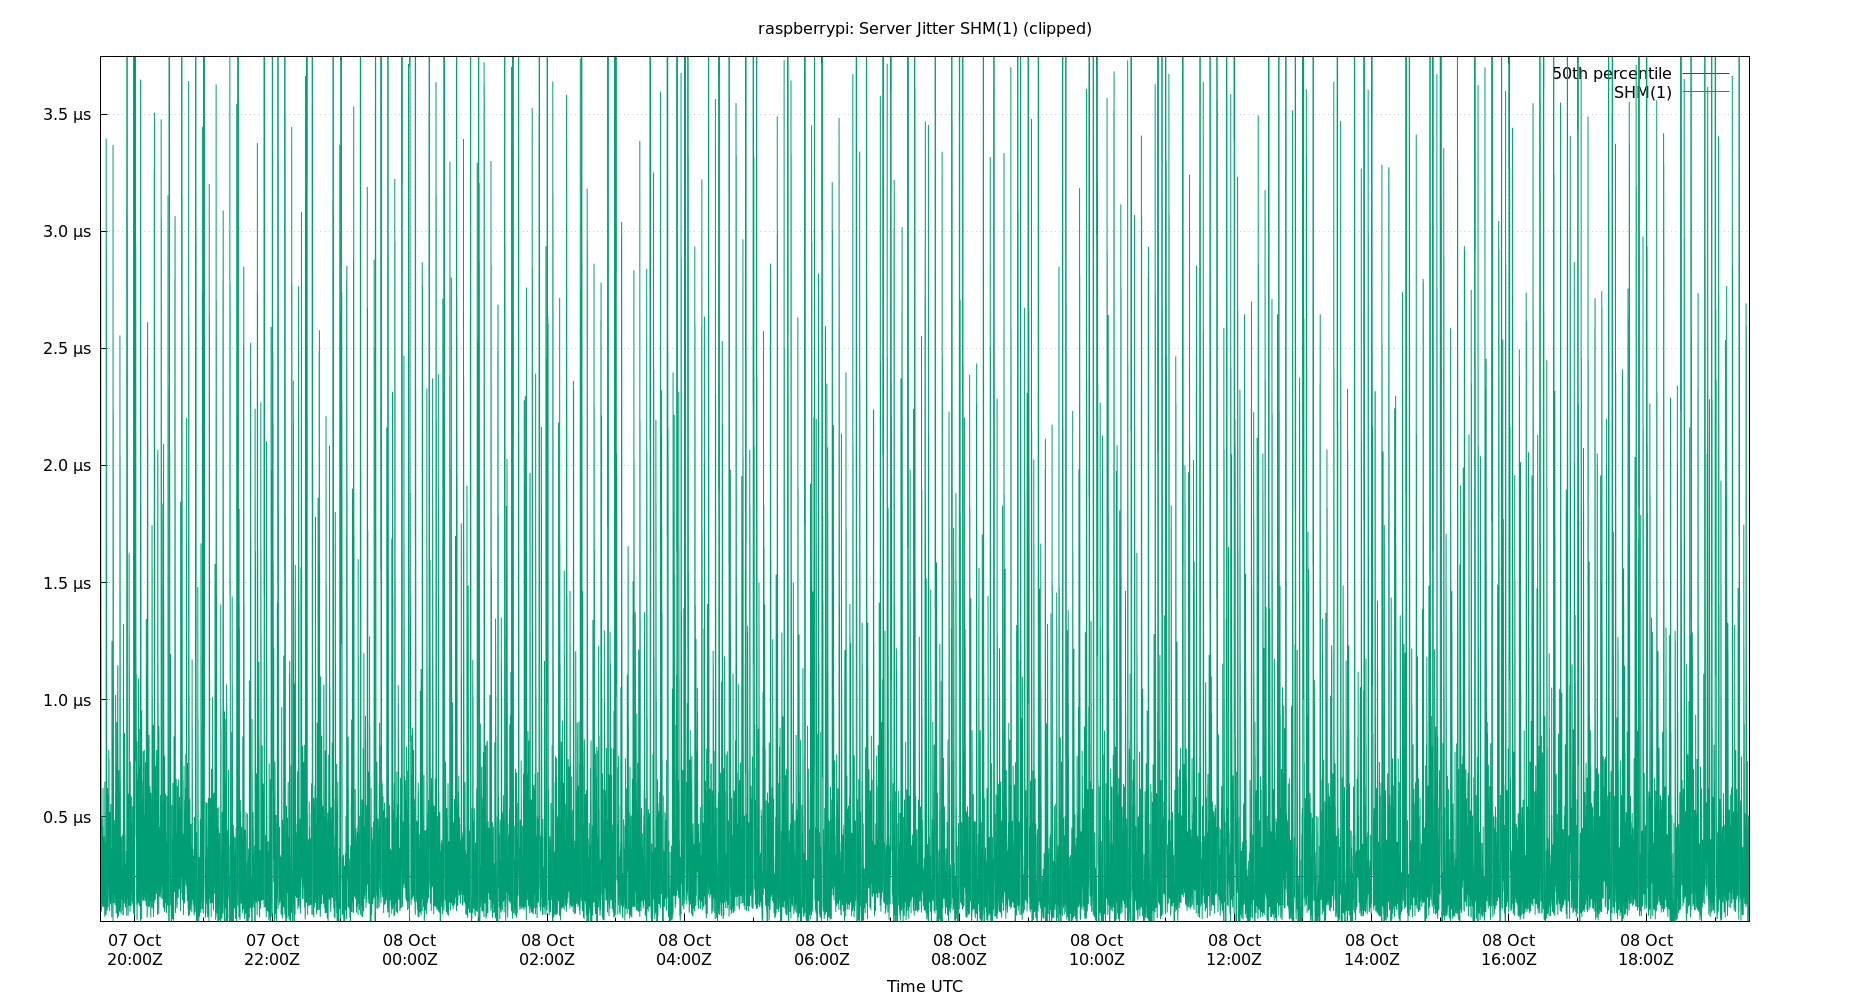 raspberrypi: Server Jitter SHM(1) (clipped)
50th percentile
SHM(1)
3.5 µs
3.0 µs
2.5 µs
2.0 µs
1.5 µs
1.0 µs
0.5 µs
07 Oct 07 Oct 08 Oct 08 Oct 08 Oct 08 Oct 08 Oct 08 Oct 08 Oct 08 Oct 08 Oct 08 Oct
20:00Z 22:00Z 00:00Z 02:00Z 04:00Z 06:00Z 08:00Z 10:00Z 12:00Z 14:00Z 16:00Z 18:00Z
Time UTC